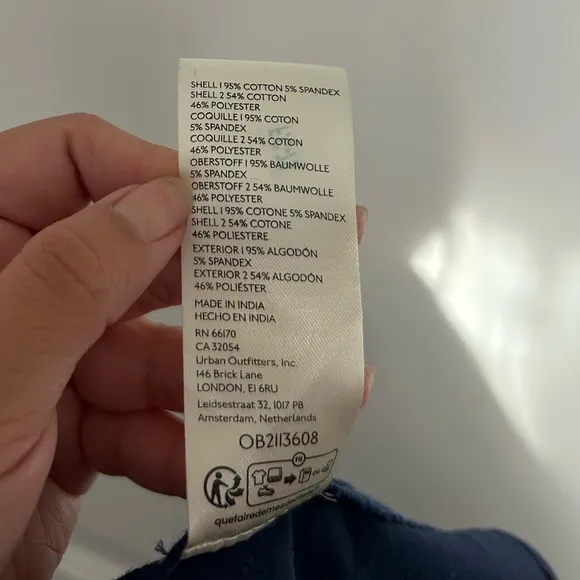 SHELL 1 95% COTTON 5% SPANDEX
SHELL 2 54% COTTON
46% POLYESTER
COQUILLE 1 95% COTON
5% SPANDEX
COQUILLE 2 54% COTON
46% POLYESTER
OBERSTOFF 1 95% BAUMWOLLE
5% SPANDEX
OBERSTOFF 2 54% BAUMWOLLE
46% POLYESTER
SHELL 1 95% COTONE 5% SPANDEX
SHELL 2 54% COTONE
46% POLIESTERE
EXTERIOR 1 95% ALGODÓN
5% SPANDEX
EXTERIOR 2 54% ALGODÓN
46% POLIÉSTER
MADE IN INDIA
HECHO EN INDIA
RN 66170
CA 32054
Urban Outfitters, Inc.
146 Brick Lane
LONDON, E1 6RU
Leidsestraat 32, 1017 PB
Amsterdam, Netherlands
OB2113608
FR